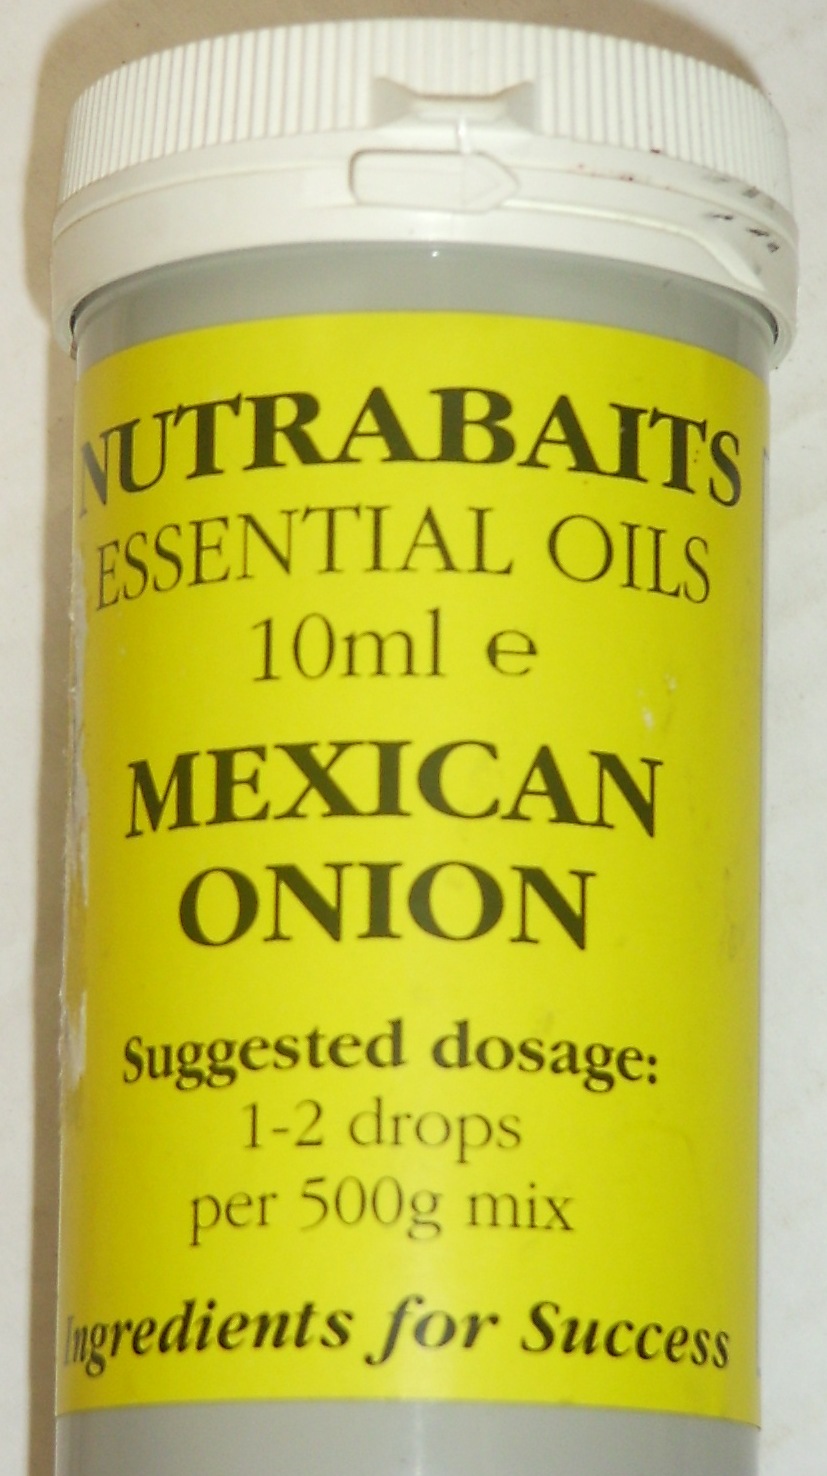 NUTRABAITS
ESSENTIAL OILS
10ml e
MEXICAN
ONION
Suggested dosage:
1-2 drops
per 500g mix
Ingredients for Success